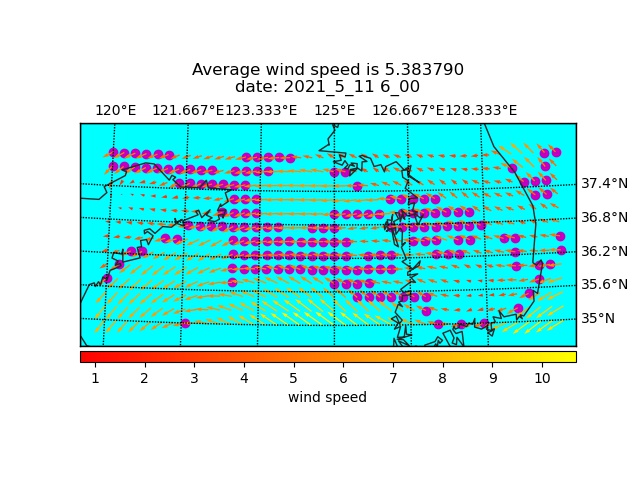 Average wind speed is 5.383790
date: 2021_5_11 6_00
120°E 121.667°E 123.333°E 125°E 126.667°E 128.333°E
37.4°N
36.8°N
36.2°N
35.6°N
35°N
1 2 3 4 5 6 7 8 9 10
wind speed